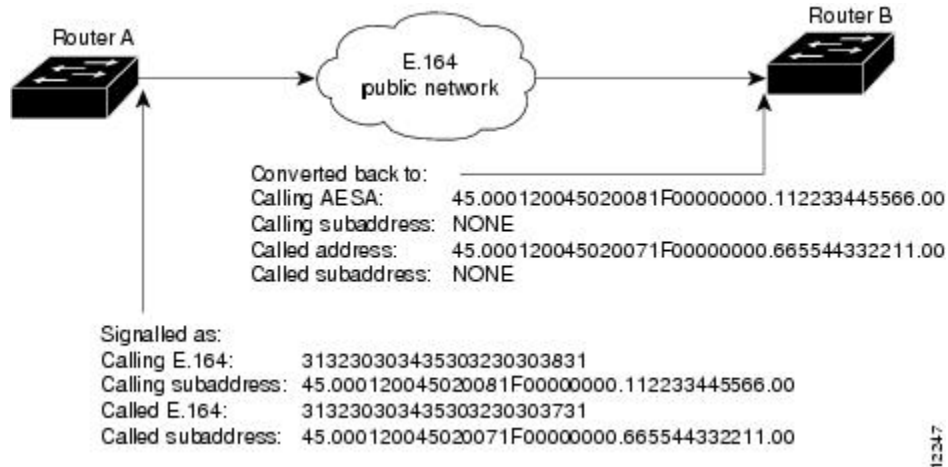 Router A
Router B
E.164
public network
Converted back to:
Calling AESA: 45.000120045020081F00000000.112233445566.00
Calling subaddress: NONE
Called address: 45.000120045020071F00000000.665544332211.00
Called subaddress: NONE
Signalled as:
Calling E.164: 313230303435303230303831
Calling subaddress: 45.000120045020081F00000000.112233445566.00
Called E.164: 313230303435303230303731
Called subaddress: 45.000120045020071F00000000.665544332211.00
12247